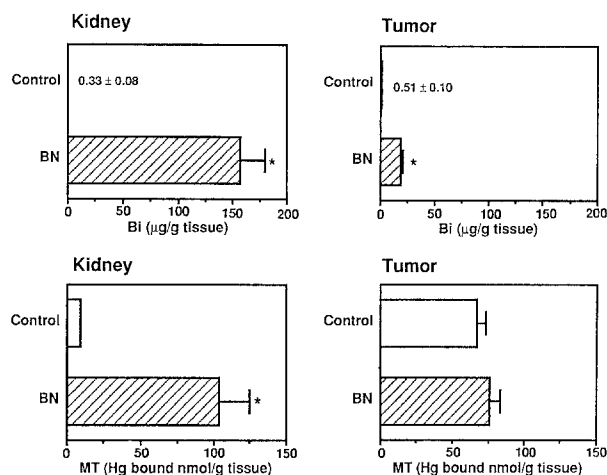 Kidney
Control
0.33 ± 0.08
BN
*
0 50 100 150 200
Bi (µg/g tissue)
Tumor
0.51 ± 0.10
*
0 50 100 150 200
Bi (µg/g tissue)
Kidney
Control
BN
*
0 50 100 150
MT (Hg bound nmol/g tissue)
Tumor
Control
BN
0 50 100 150
MT (Hg bound nmol/g tissue)